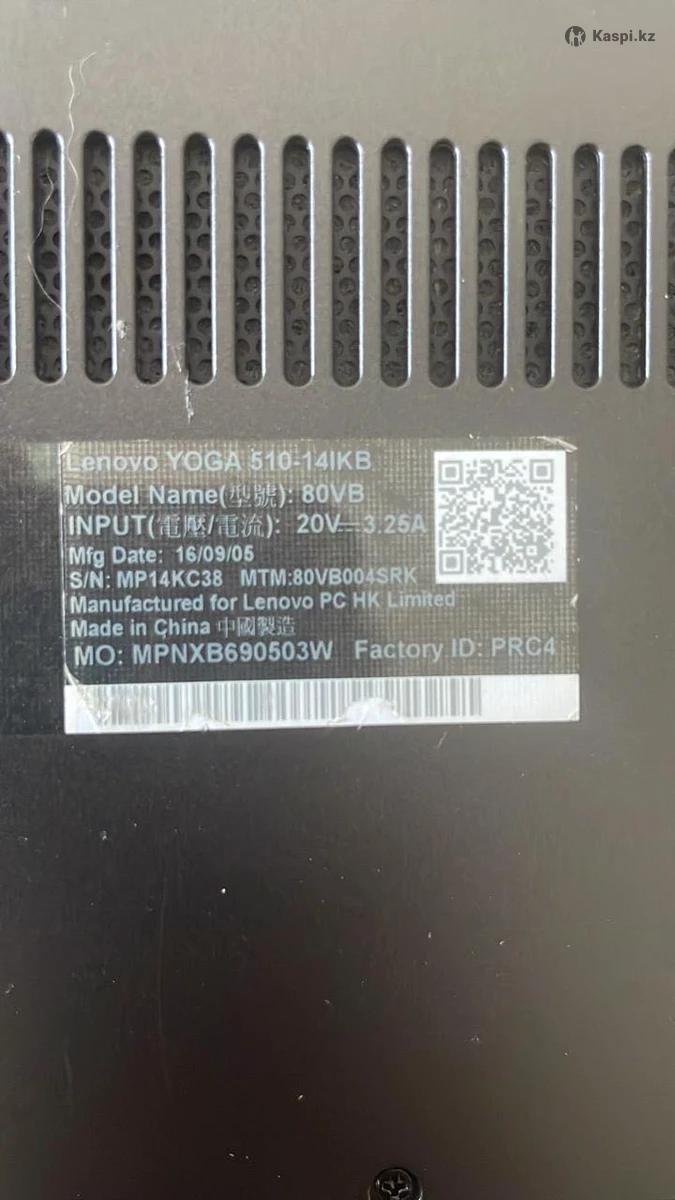 Kaspi.kz
Lenovo YOGA 510-14IKB
Model Name(型號): 80VB
INPUT(電壓/電流): 20V⎓3.25A
Mfg Date: 16/09/05
S/N: MP14KC38 MTM:80VB004SRK
Manufactured for Lenovo PC HK Limited
Made in China 中國製造
MO: MPNXB690503W Factory ID: PRC4